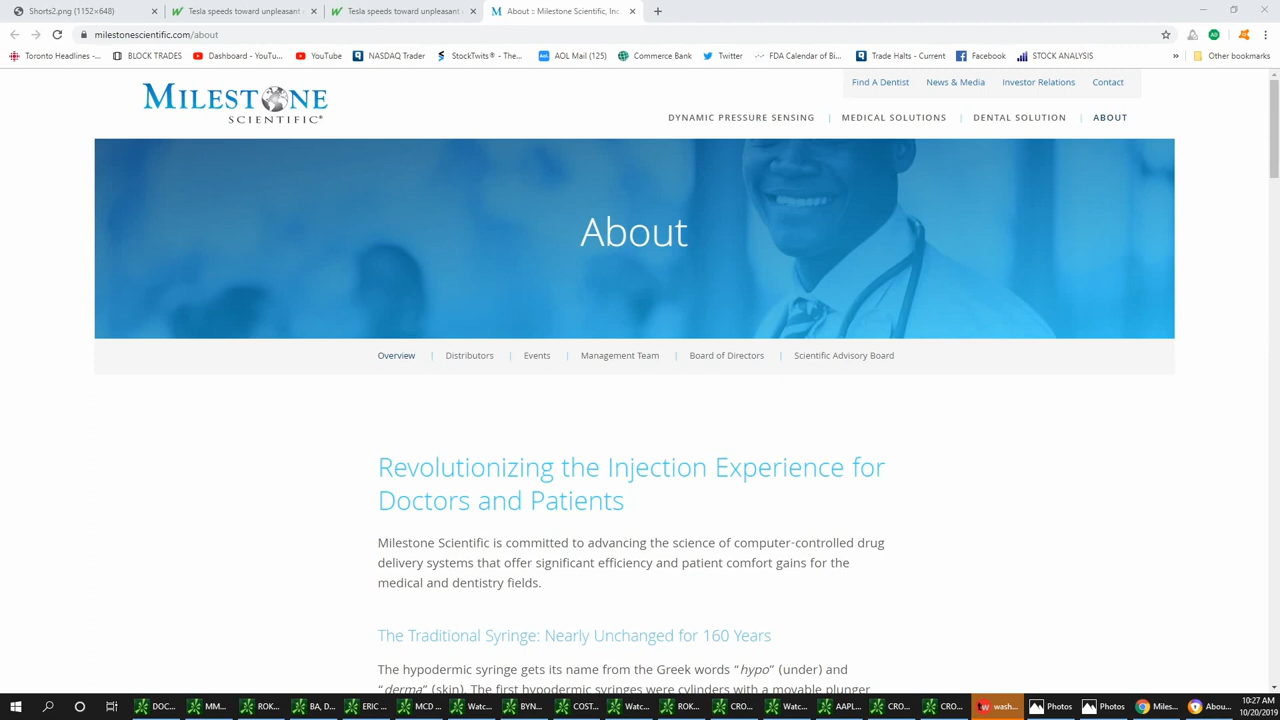 Shorts2.png (1152×648)
Tesla speeds toward unpleasant
Tesla speeds toward unpleasant
About :: Milestone Scientific, Inc
milestonescientific.com/about
Toronto Headlines -...
BLOCK TRADES
Dashboard - YouTu...
YouTube
NASDAQ Trader
StockTwits® - The...
AOL Mail (125)
Commerce Bank
Twitter
FDA Calendar of Bi...
Trade Halts - Current
Facebook
STOCK ANALYSIS
»
Other bookmarks
MILESTONE
SCIENTIFIC®
Find A Dentist
News & Media
Investor Relations
Contact
DYNAMIC PRESSURE SENSING | MEDICAL SOLUTIONS | DENTAL SOLUTION | ABOUT
About
Overview | Distributors | Events | Management Team | Board of Directors | Scientific Advisory Board
Revolutionizing the Injection Experience for
Doctors and Patients
Milestone Scientific is committed to advancing the science of computer-controlled drug
delivery systems that offer significant efficiency and patient comfort gains for the
medical and dentistry fields.
The Traditional Syringe: Nearly Unchanged for 160 Years
The hypodermic syringe gets its name from the Greek words “hypo” (under) and
“derma” (skin). The first hypodermic syringes were cylinders with a movable plunger
DOC...
MM...
ROK...
BA, D...
ERIC ...
MCD ...
Watc...
BYN...
COST...
Watc...
ROK...
CRO...
Watc...
AAPL...
CRO...
CRO...
wash...
Photos
Photos
Miles...
Abou...
10:27 AM
10/20/2019